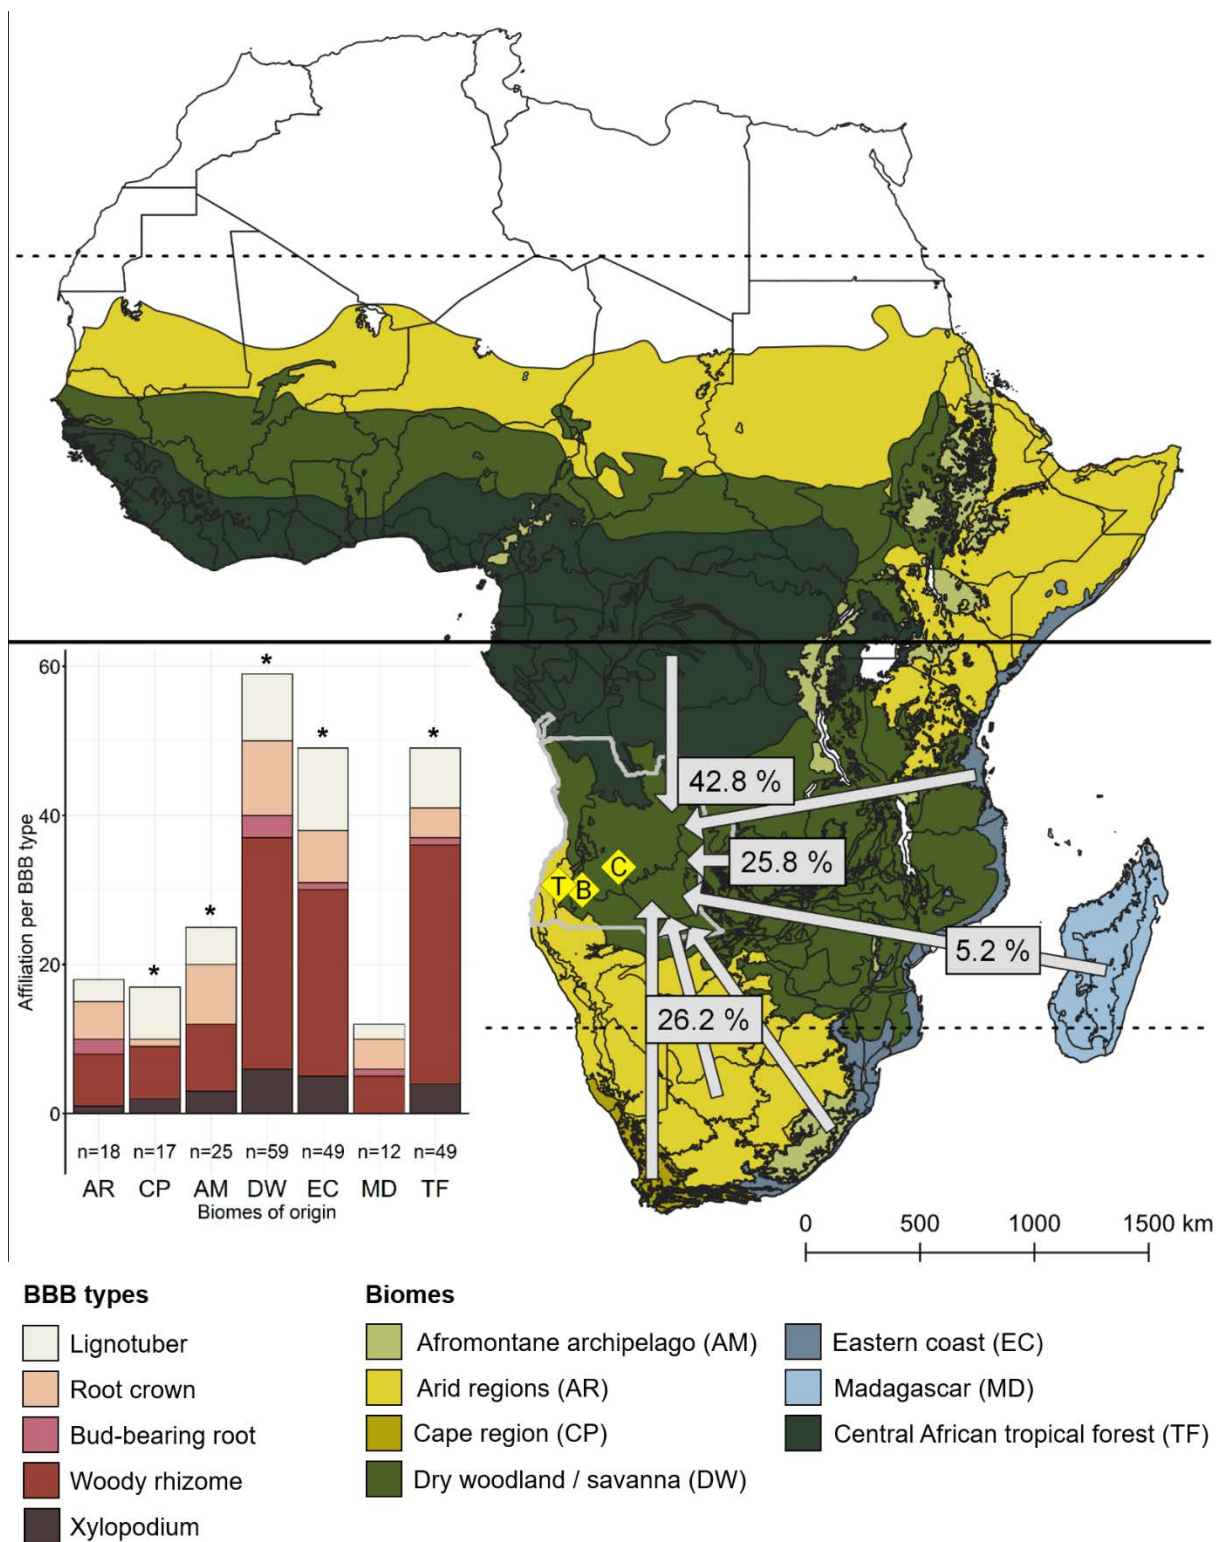 60
40
20
0
Affiliation per BBB type
*
*
*
*
*
n=18 n=17 n=25 n=59 n=49 n=12 n=49
AR CP AM DW EC MD TF
Biomes of origin
42.8 %
25.8 %
5.2 %
26.2 %
T
B
C
0 500 1000 1500 km
BBB types
Lignotuber
Root crown
Bud-bearing root
Woody rhizome
Xylopodium
Biomes
Afromontane archipelago (AM)
Arid regions (AR)
Cape region (CP)
Dry woodland / savanna (DW)
Eastern coast (EC)
Madagascar (MD)
Central African tropical forest (TF)